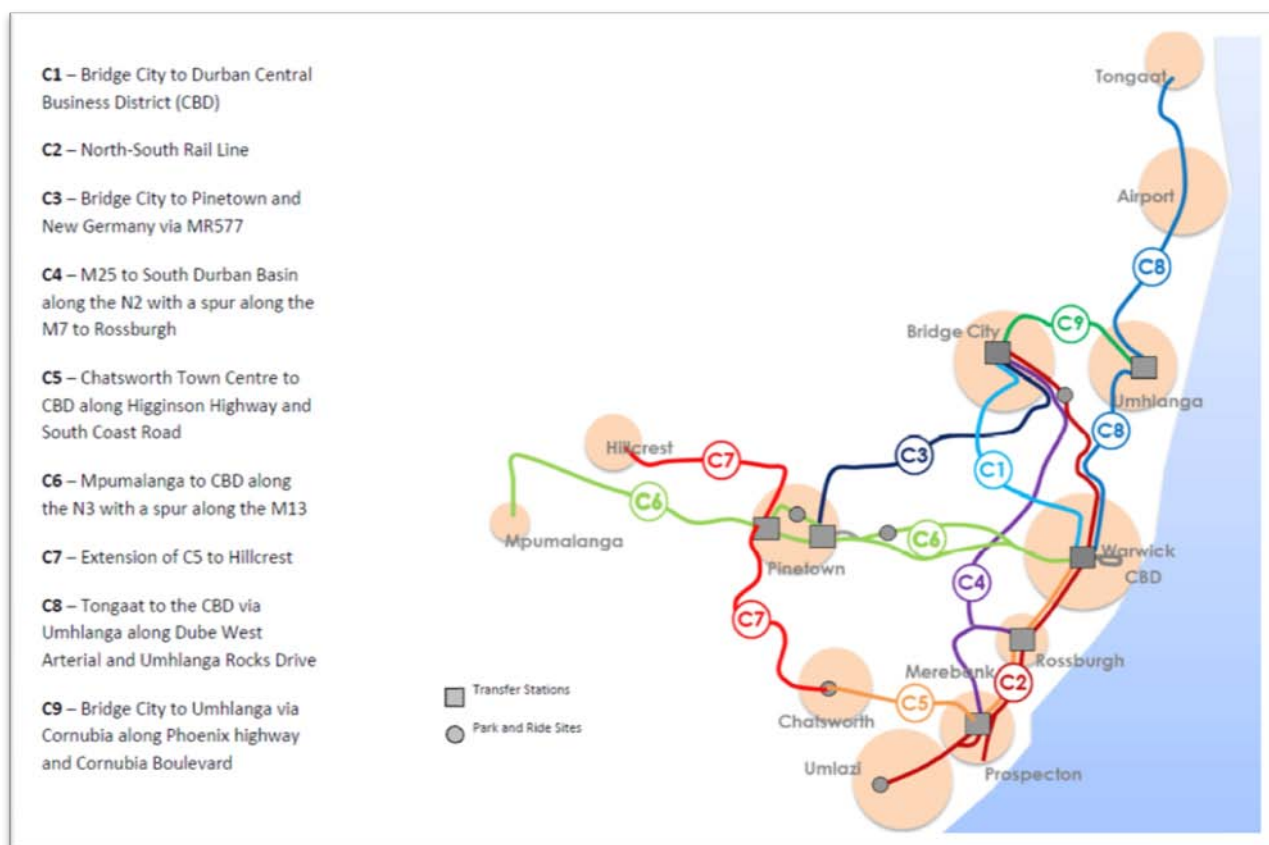 C1 – Bridge City to Durban Central
Business District (CBD)
C2 – North-South Rail Line
C3 – Bridge City to Pinetown and
New Germany via MR577
C4 – M25 to South Durban Basin
along the N2 with a spur along the
M7 to Rossburgh
C5 – Chatsworth Town Centre to
CBD along Higginson Highway and
South Coast Road
C6 – Mpumalanga to CBD along
the N3 with a spur along the M13
C7 – Extension of C5 to Hillcrest
C8 – Tongaat to the CBD via
Umhlanga along Dube West
Arterial and Umhlanga Rocks Drive
C9 – Bridge City to Umhlanga via
Cornubia along Phoenix highway
and Cornubia Boulevard
Transfer Stations
Park and Ride Sites
Tongaat
Airport
C8
Bridge City
C9
Umhlanga
C8
Hillcrest
C7
C3
C1
C6
Mpumalanga
Pinetown
C6
Warwick
CBD
C4
C7
Rossburgh
Merebank
C2
C5
Chatsworth
Umlazi
Prospecton